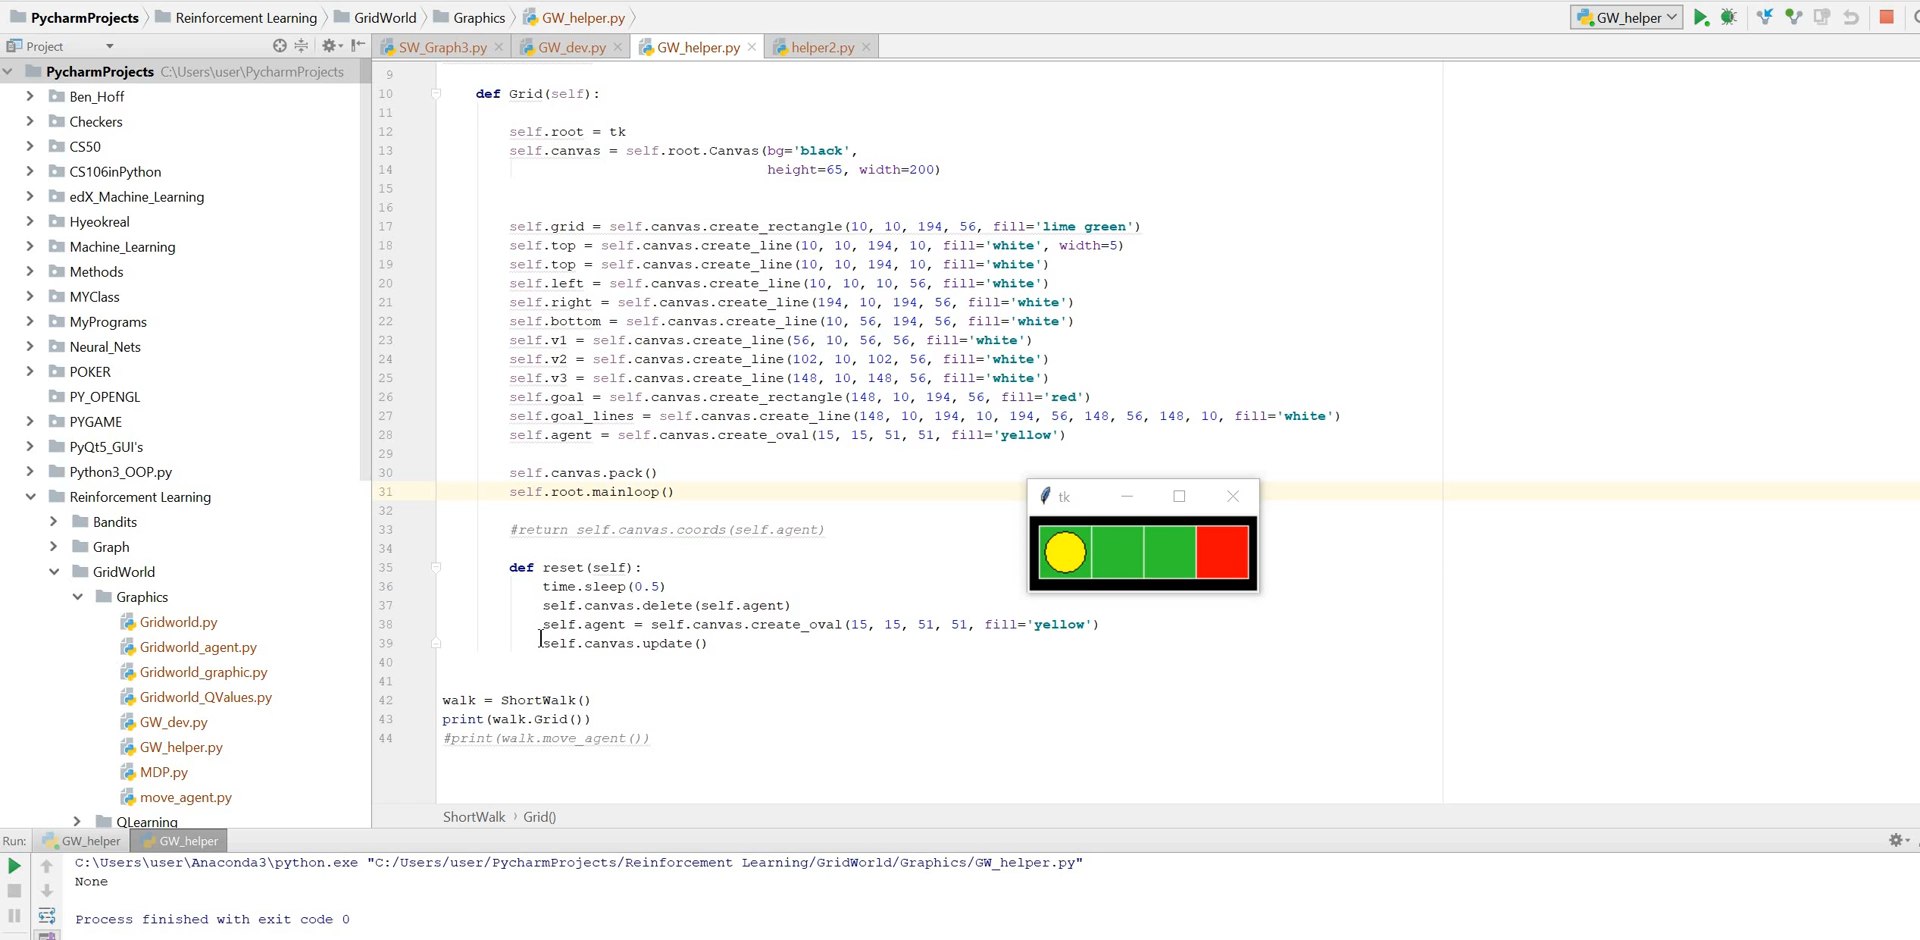 PycharmProjects Reinforcement Learning GridWorld Graphics GW_helper.py GW_helper
Project SW_Graph3.py GW_dev.py GW_helper.py helper2.py
PycharmProjects C:\Users\user\PycharmProjects
Ben_Hoff
Checkers
CS50
CS106inPython
edX_Machine_Learning
Hyeokreal
Machine_Learning
Methods
MYClass
MyPrograms
Neural_Nets
POKER
PY_OPENGL
PYGAME
PyQt5_GUI's
Python3_OOP.py
Reinforcement Learning
Bandits
Graph
GridWorld
Graphics
Gridworld.py
Gridworld_agent.py
Gridworld_graphic.py
Gridworld_QValues.py
GW_dev.py
GW_helper.py
MDP.py
move_agent.py
QLearning
9
10 def Grid(self):
11
12 self.root = tk
13 self.canvas = self.root.Canvas(bg='black',
14 height=65, width=200)
15
16
17 self.grid = self.canvas.create_rectangle(10, 10, 194, 56, fill='lime green')
18 self.top = self.canvas.create_line(10, 10, 194, 10, fill='white', width=5)
19 self.top = self.canvas.create_line(10, 10, 194, 10, fill='white')
20 self.left = self.canvas.create_line(10, 10, 10, 56, fill='white')
21 self.right = self.canvas.create_line(194, 10, 194, 56, fill='white')
22 self.bottom = self.canvas.create_line(10, 56, 194, 56, fill='white')
23 self.v1 = self.canvas.create_line(56, 10, 56, 56, fill='white')
24 self.v2 = self.canvas.create_line(102, 10, 102, 56, fill='white')
25 self.v3 = self.canvas.create_line(148, 10, 148, 56, fill='white')
26 self.goal = self.canvas.create_rectangle(148, 10, 194, 56, fill='red')
27 self.goal_lines = self.canvas.create_line(148, 10, 194, 10, 194, 56, 148, 56, 148, 10, fill='white')
28 self.agent = self.canvas.create_oval(15, 15, 51, 51, fill='yellow')
29
30 self.canvas.pack()
31 self.root.mainloop()
32
33 #return self.canvas.coords(self.agent)
34
35 def reset(self):
36 time.sleep(0.5)
37 self.canvas.delete(self.agent)
38 self.agent = self.canvas.create_oval(15, 15, 51, 51, fill='yellow')
39 self.canvas.update()
40
41
42 walk = ShortWalk()
43 print(walk.Grid())
44 #print(walk.move_agent())
tk
ShortWalk › Grid()
Run: GW_helper GW_helper
C:\Users\user\Anaconda3\python.exe "C:/Users/user/PycharmProjects/Reinforcement Learning/GridWorld/Graphics/GW_helper.py"
None
Process finished with exit code 0